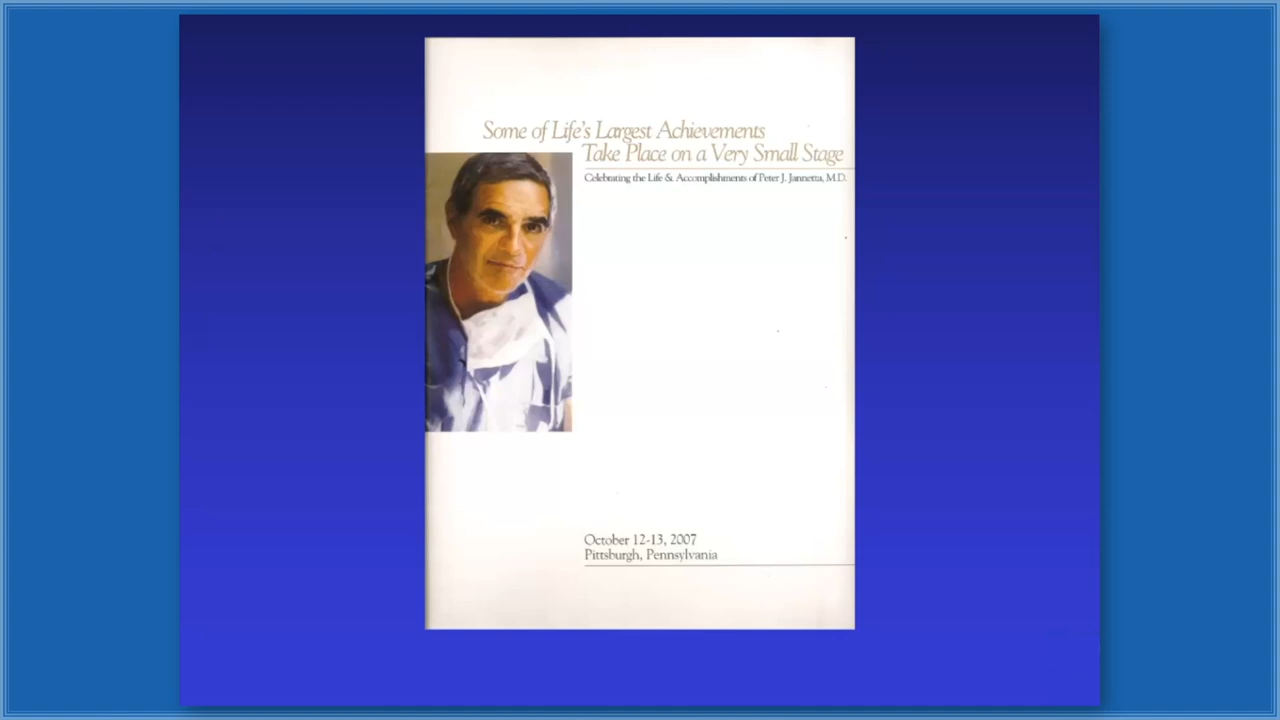 Some of Life's Largest Achievements
Take Place on a Very Small Stage
Celebrating the Life & Accomplishments of Peter J. Jannetta, M.D.
October 12-13, 2007
Pittsburgh, Pennsylvania